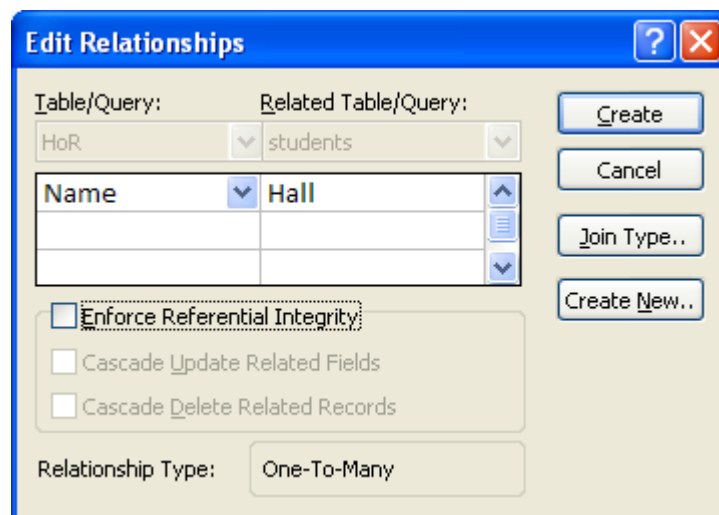 Edit Relationships
Table/Query: Related Table/Query:
HoR students
Create
Cancel
Name Hall
Join Type..
Create New..
Enforce Referential Integrity
Cascade Update Related Fields
Cascade Delete Related Records
Relationship Type: One-To-Many